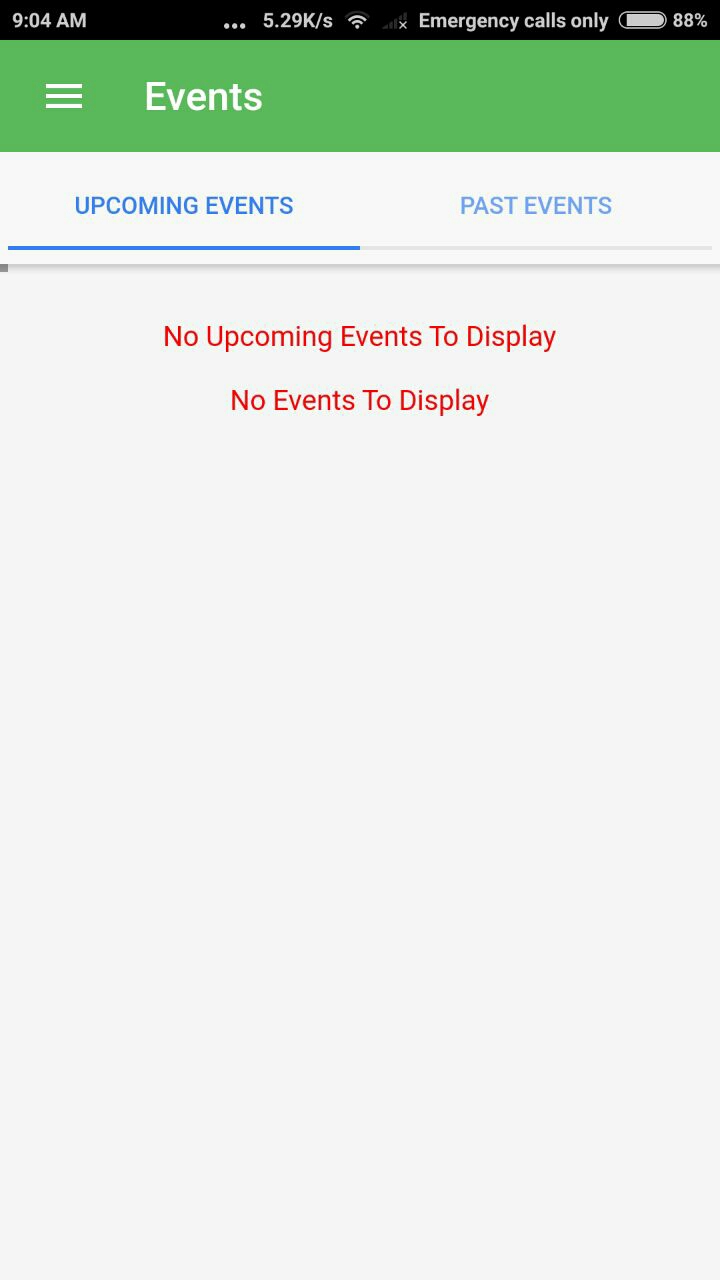 9:04 AM ... 5.29K/s Emergency calls only 88%
Events
UPCOMING EVENTS PAST EVENTS
No Upcoming Events To Display
No Events To Display